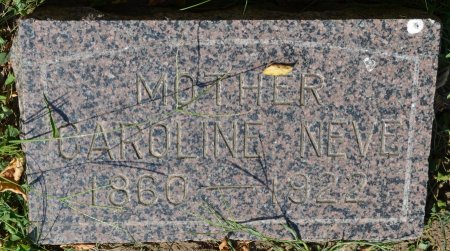 MOTHER
CAROLINE NEVE
1860 — 1922